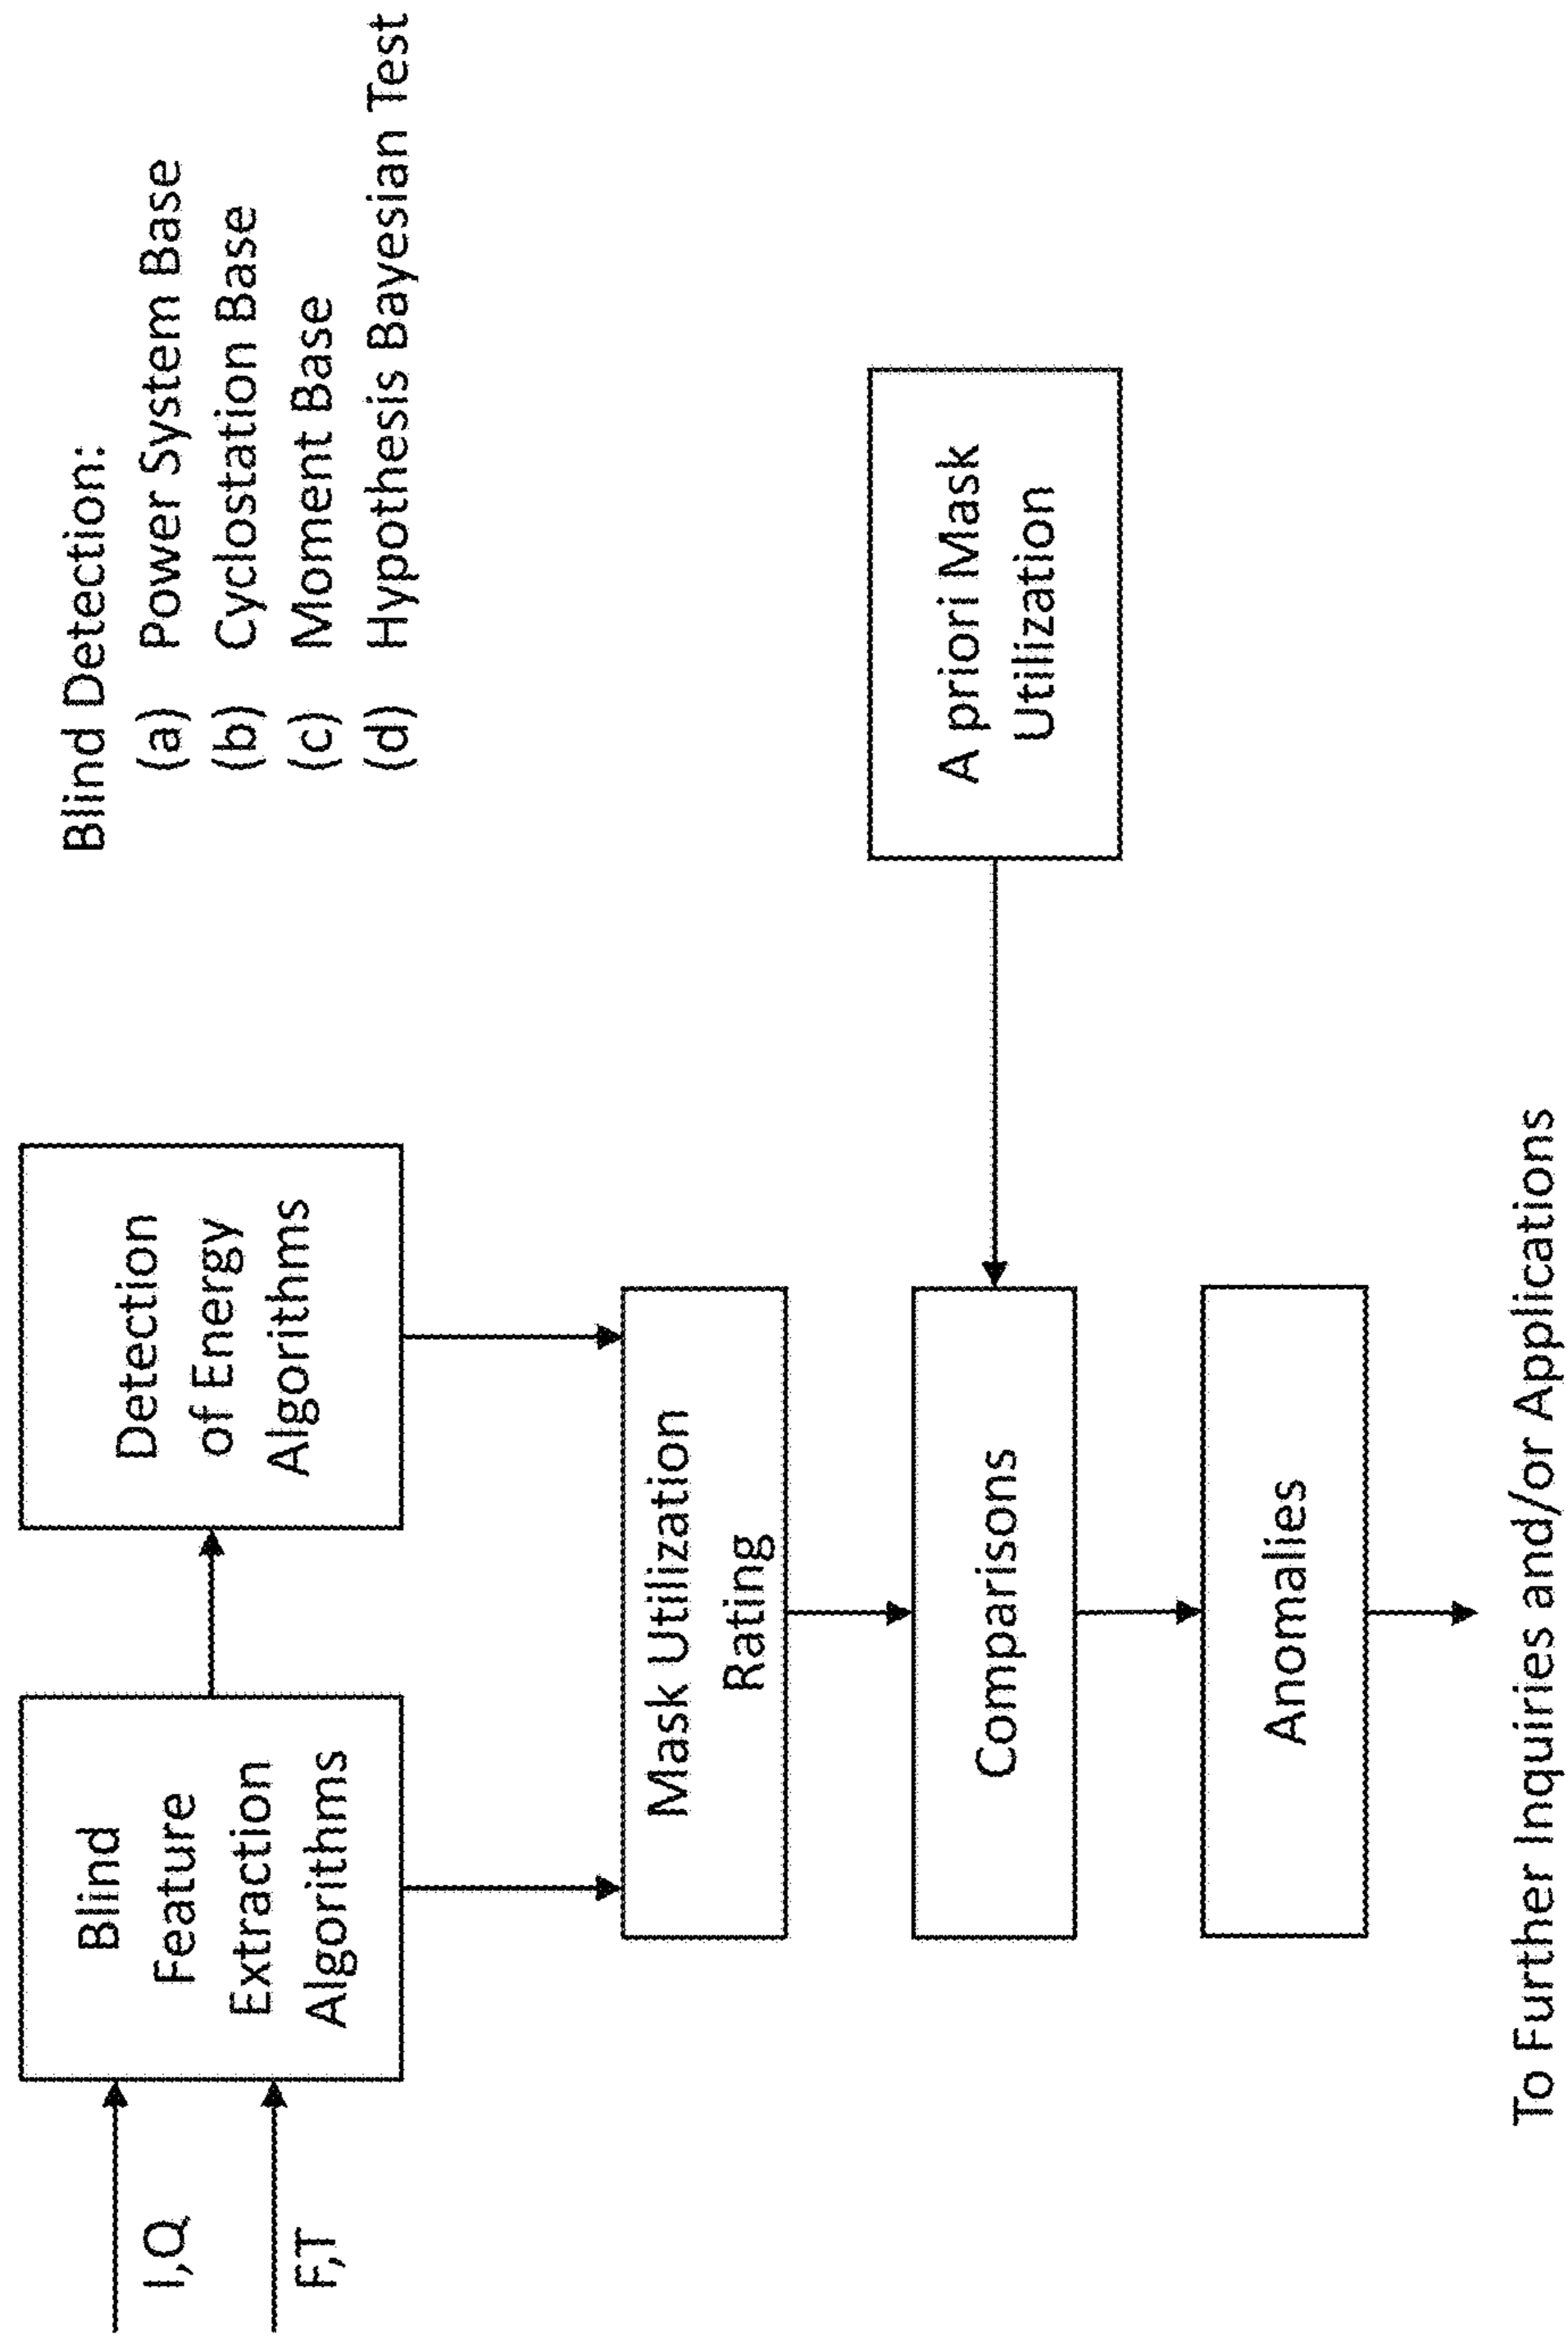 I,Q
F,T
Blind
Feature
Extraction
Algorithms
Detection
of Energy
Algorithms
Blind Detection:
(a) Power System Base
(b) Cyclostation Base
(c) Moment Base
(d) Hypothesis Bayesian Test
Mask Utilization
Rating
Comparisons
A priori Mask
Utilization
Anomalies
To Further Inquiries and/or Applications